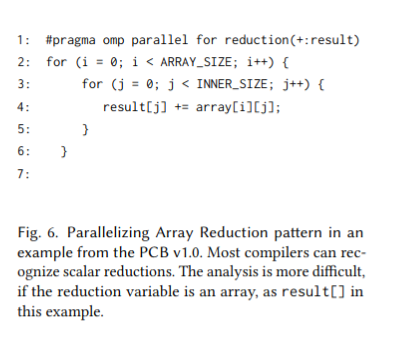 1: #pragma omp parallel for reduction(+:result)
2: for (i = 0; i < ARRAY_SIZE; i++) {
3: for (j = 0; j < INNER_SIZE; j++) {
4: result[j] += array[i][j];
5: }
6: }
7:
Fig. 6. Parallelizing Array Reduction pattern in an
example from the PCB v1.0. Most compilers can rec-
ognize scalar reductions. The analysis is more difficult,
if the reduction variable is an array, as result[] in
this example.